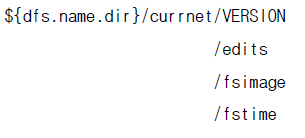 ${dfs.name.dir}/currnet/VERSION
/edits
/fsimage
/fstime